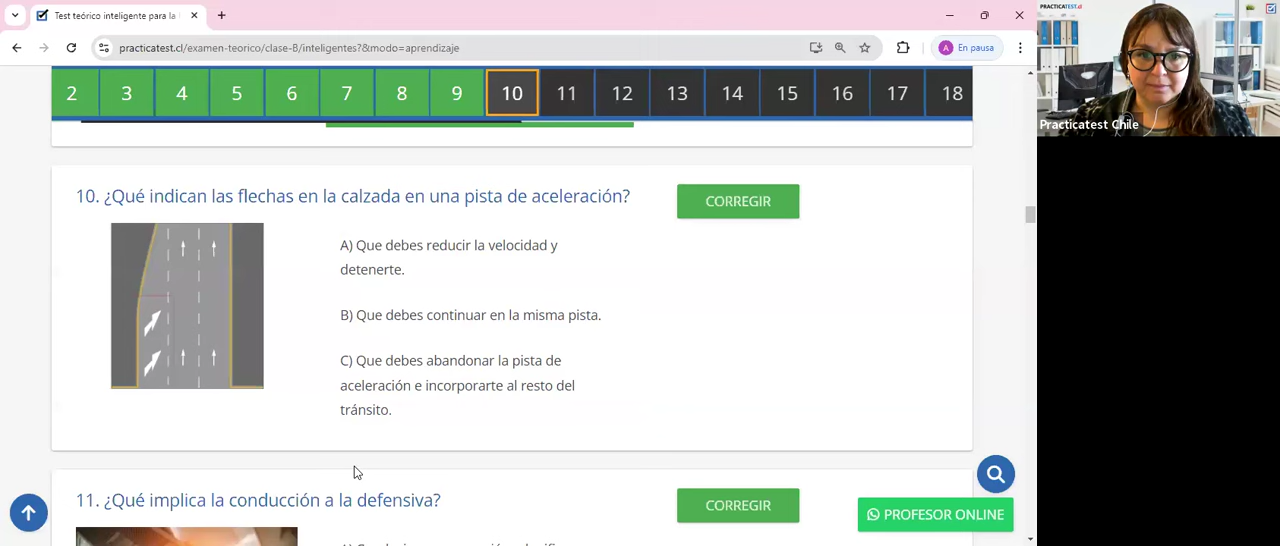 Test teórico inteligente para la
practicatest.cl/examen-teorico/clase-B/inteligentes?&modo=aprendizaje
A
En pausa
PRACTICATEST.cl
Practicatest Chile
2 3 4 5 6 7 8 9 10 11 12 13 14 15 16 17 18
10. ¿Qué indican las flechas en la calzada en una pista de aceleración?
CORREGIR
A) Que debes reducir la velocidad y
detenerte.
B) Que debes continuar en la misma pista.
C) Que debes abandonar la pista de
aceleración e incorporarte al resto del
tránsito.
11. ¿Qué implica la conducción a la defensiva?
CORREGIR
PROFESOR ONLINE